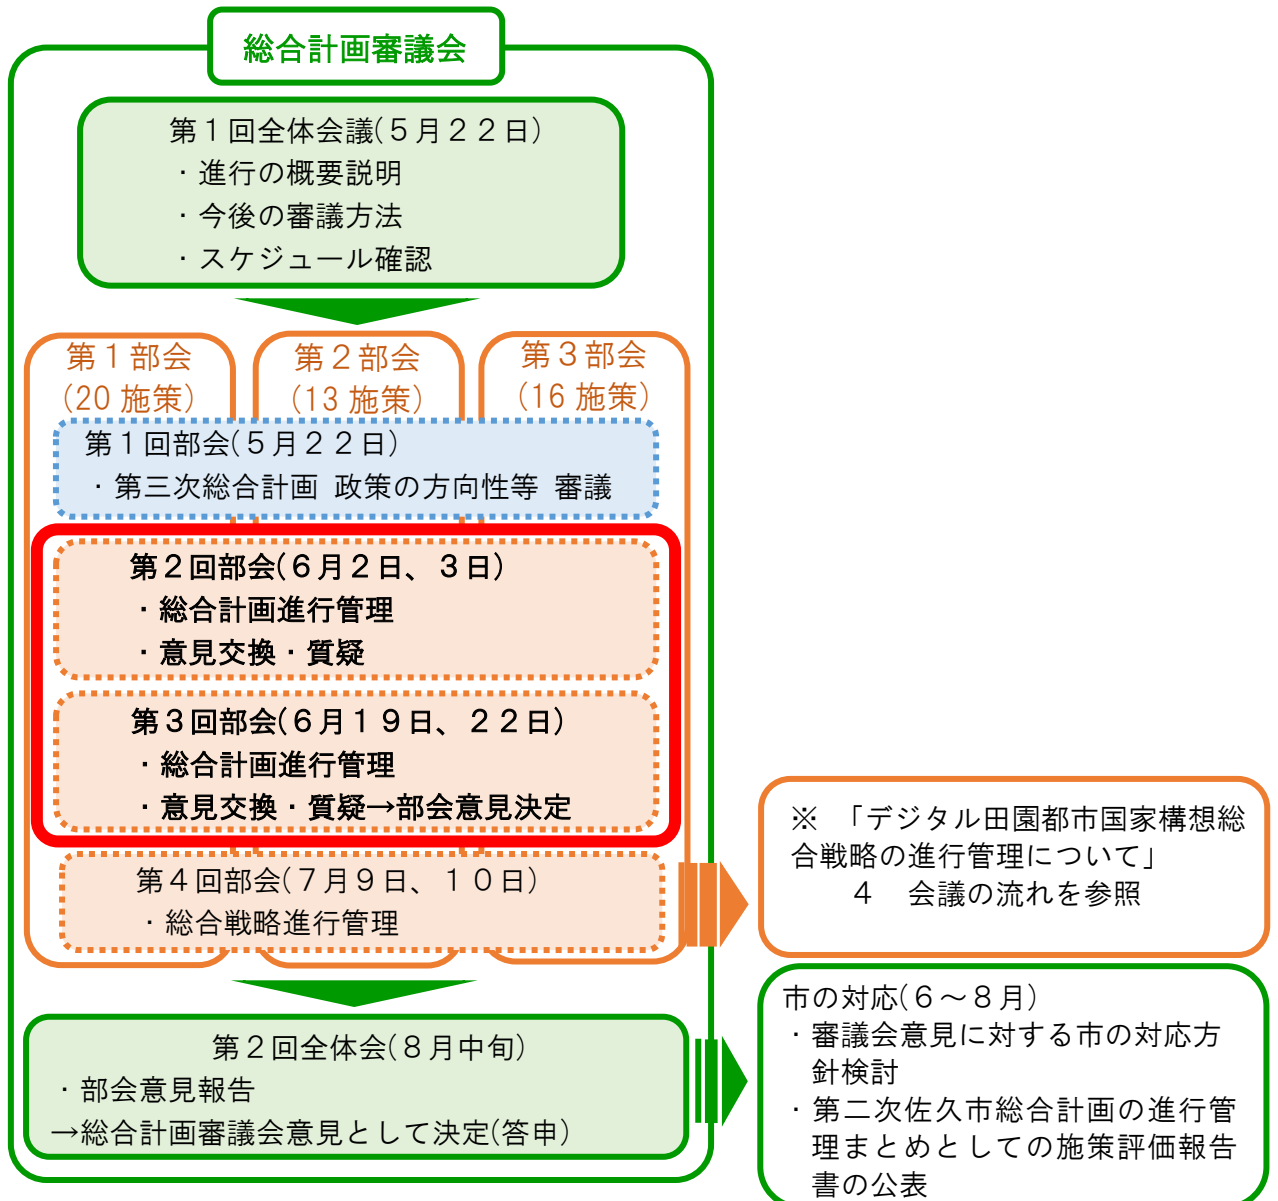 総合計画審議会
第１回全体会議(５月２２日)
・進行の概要説明
・今後の審議方法
・スケジュール確認
第１部会
(20 施策)
第２部会
(13 施策)
第３部会
(16 施策)
第１回部会(５月２２日)
・第三次総合計画 政策の方向性等 審議
第２回部会(６月２日、３日)
・総合計画進行管理
・意見交換・質疑
第３回部会(６月１９日、２２日)
・総合計画進行管理
・意見交換・質疑→部会意見決定
第４回部会(７月９日、１０日)
・総合戦略進行管理
※ 「デジタル田園都市国家構想総
合戦略の進行管理について」
４ 会議の流れを参照
第２回全体会(８月中旬)
・部会意見報告
→総合計画審議会意見として決定(答申)
市の対応(６～８月)
・審議会意見に対する市の対応方
針検討
・第二次佐久市総合計画の進行管
理まとめとしての施策評価報告
書の公表